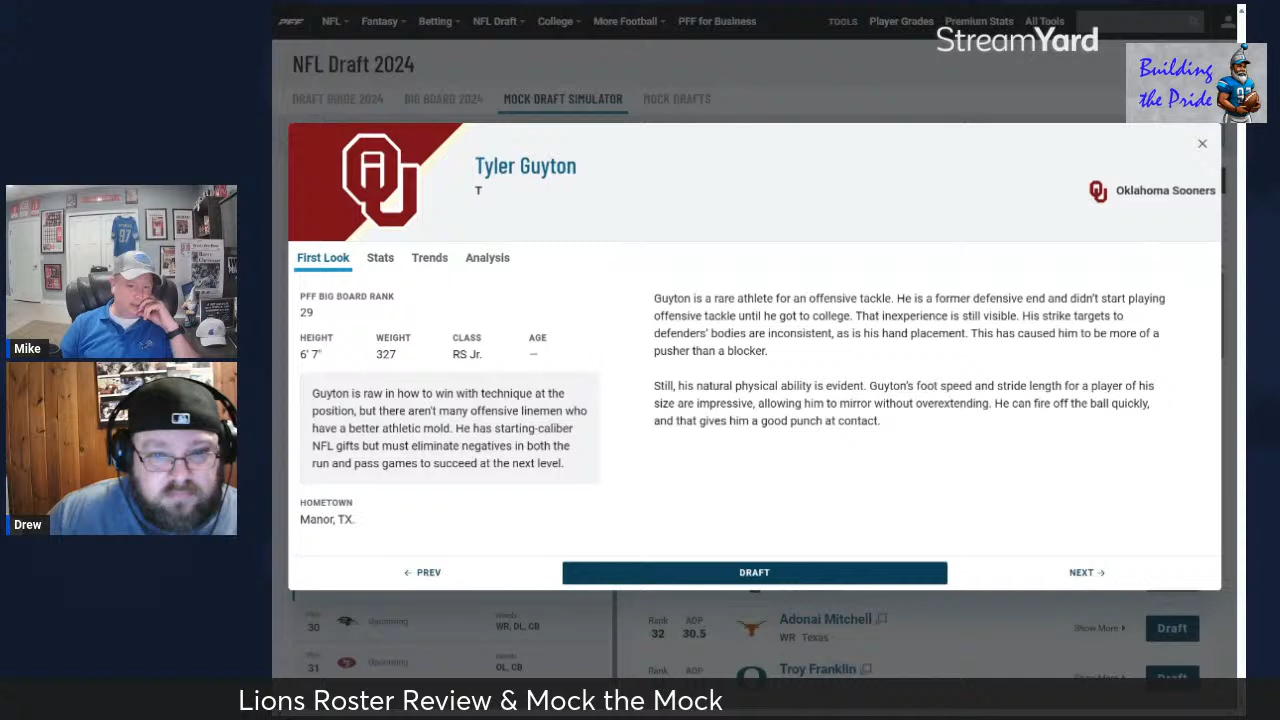 PFF
NFL
Fantasy
Betting
NFL Draft
College
More Football
PFF for Business
TOOLS
Player Grades
Premium Stats
All Tools
StreamYard
Building
the Pride
NFL Draft 2024
DRAFT GUIDE 2024
BIG BOARD 2024
MOCK DRAFT SIMULATOR
MOCK DRAFTS
Tyler Guyton
T
Oklahoma Sooners
First Look
Stats
Trends
Analysis
PFF BIG BOARD RANK
29
HEIGHT
WEIGHT
CLASS
AGE
6' 7"
327
RS Jr.
—
Guyton is raw in how to win with technique at the
position, but there aren't many offensive linemen who
have a better athletic mold. He has starting-caliber
NFL gifts but must eliminate negatives in both the
run and pass games to succeed at the next level.
HOMETOWN
Manor, TX.
Guyton is a rare athlete for an offensive tackle. He is a former defensive end and didn't start playing
offensive tackle until he got to college. That inexperience is still visible. His strike targets to
defenders' bodies are inconsistent, as is his hand placement. This has caused him to be more of a
pusher than a blocker.
Still, his natural physical ability is evident. Guyton's foot speed and stride length for a player of his
size are impressive, allowing him to mirror without overextending. He can fire off the ball quickly,
and that gives him a good punch at contact.
← PREV
DRAFT
NEXT →
30
Upcoming
Needs
WR, DL, CB
31
Upcoming
Needs
OL, CB
Rank
32
ADP
30.5
Adonai Mitchell
WR Texas
Show More
Draft
Rank
ADP
Troy Franklin
Mike
97
Drew
Lions Roster Review & Mock the Mock